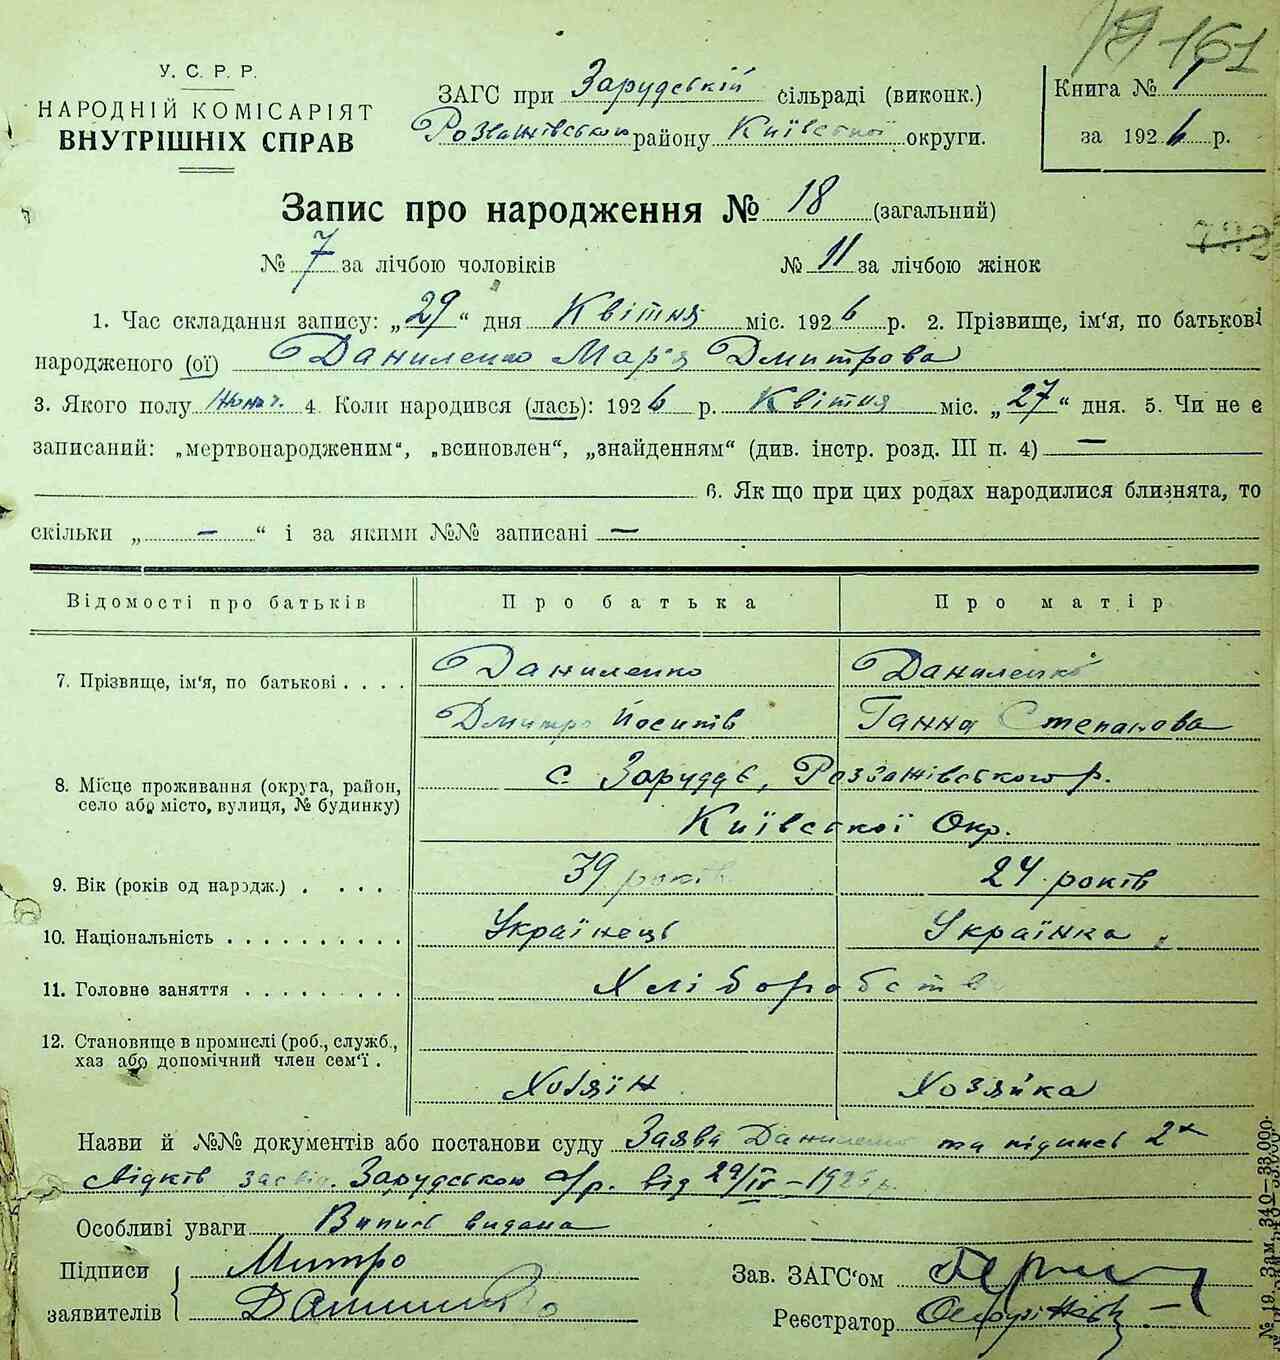 161
У. С. Р. Р.
НАРОДНІЙ КОМІСАРІЯТ
ВНУТРІШНІХ СПРАВ
ЗАГС при Зарудській сільраді (виконк.)
Розважівського району Київської округи.
Книга № 1
за 1926 р.
Запис про народження № 18 (загальний)
№ 7 за лічбою чоловіків № 11 за лічбою жінок
1. Час складання запису: „29“ дня Квітня міс. 1926 р. 2. Прізвище, ім'я, по батькові
народженого (ої) Даниленко Мар'я Дмитрова
3. Якого полу жіноч. 4. Коли народився (лась): 1926 р. Квітня міс. „27“ дня. 5. Чи не є
записаний: „мертвонародженим“, „всиновлен“, „знайденням“ (див. інстр. розд. III п. 4) —
6. Як що при цих родах народилися близнята, то
скільки „ — “ і за якими №№ записані —
Відомості про батьків Про батька Про матір
7. Прізвище, ім‘я, по батькові . . . . Даниленко Даниленко
Дмитро Йосипів Ганна Степанова
8. Місце проживання (округа, район,
село або місто, вулиця, № будинку)
с. Заруддє, Розважівського р.
Київської Окр.
9. Вік (років од народж.) . . . . 39 років 24 років
10. Національність . . . . . . . . . . Українець Українка
11. Головне заняття . . . . . . . . . Хліборобств
12. Становище в промислі (роб., служб.,
хаз або допомічний член сем‘ї .
Хозяїн Хозяйка
Назви й №№ документів або постанови суду Заява Даниленко та підписі 2х
свідків засвід. Зарудською с/р. від 29/IV – 1926 р.
Особливі уваги Випись видана
Підписи
заявителів
Митро
Даниленко
Зав. ЗАГС‘ом
Реєстратор
№ 19. Зам. 340—33.000.